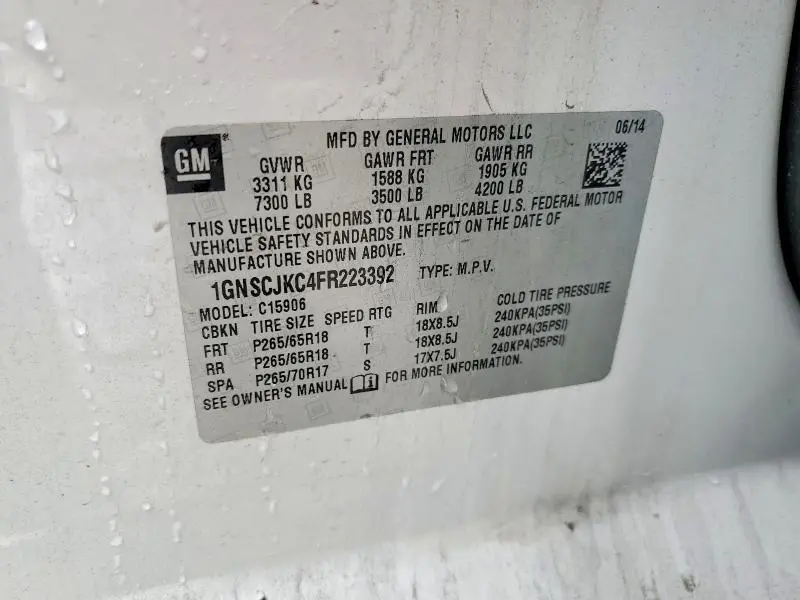 GM
MFD BY GENERAL MOTORS LLC 06/14
GVWR GAWR FRT GAWR RR
3311 KG 1588 KG 1905 KG
7300 LB 3500 LB 4200 LB
THIS VEHICLE CONFORMS TO ALL APPLICABLE U.S. FEDERAL MOTOR
VEHICLE SAFETY STANDARDS IN EFFECT ON THE DATE OF
MANUFACTURE SHOWN ABOVE.
1GNSCJKC4FR223392 TYPE: M.P.V.
MODEL: C15906
CBKN TIRE SIZE SPEED RTG RIM COLD TIRE PRESSURE
FRT P265/65R18 T 18X8.5J 240KPA(35PSI)
RR P265/65R18 T 18X8.5J 240KPA(35PSI)
SPA P265/70R17 S 17X7.5J 240KPA(35PSI)
SEE OWNER'S MANUAL FOR MORE INFORMATION.